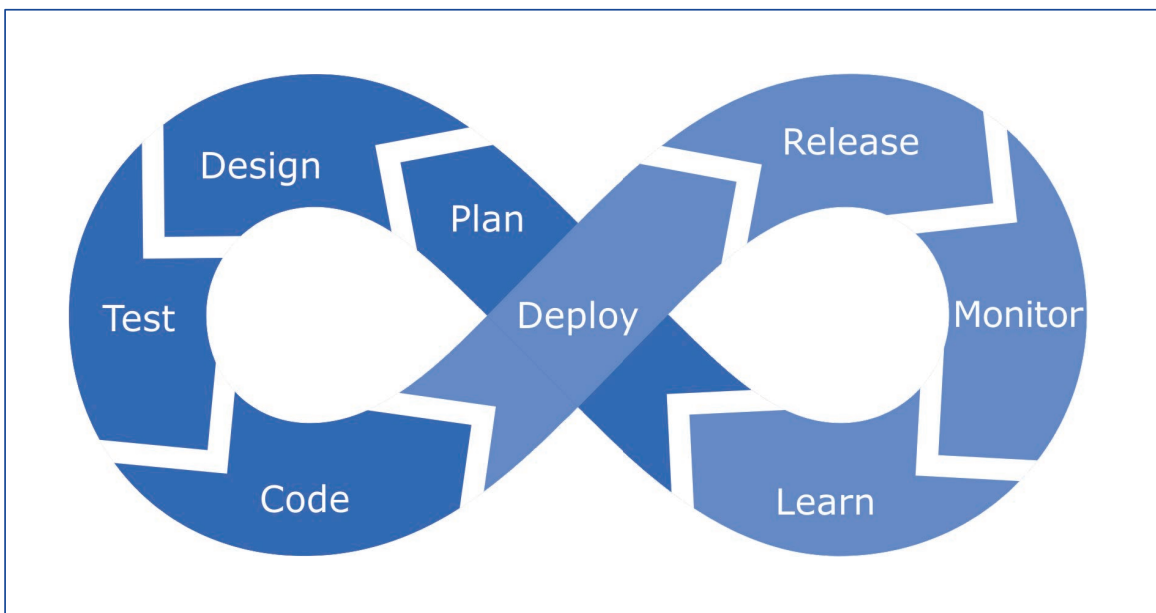 Design
Release
Plan
Test
Deploy
Monitor
Code
Learn